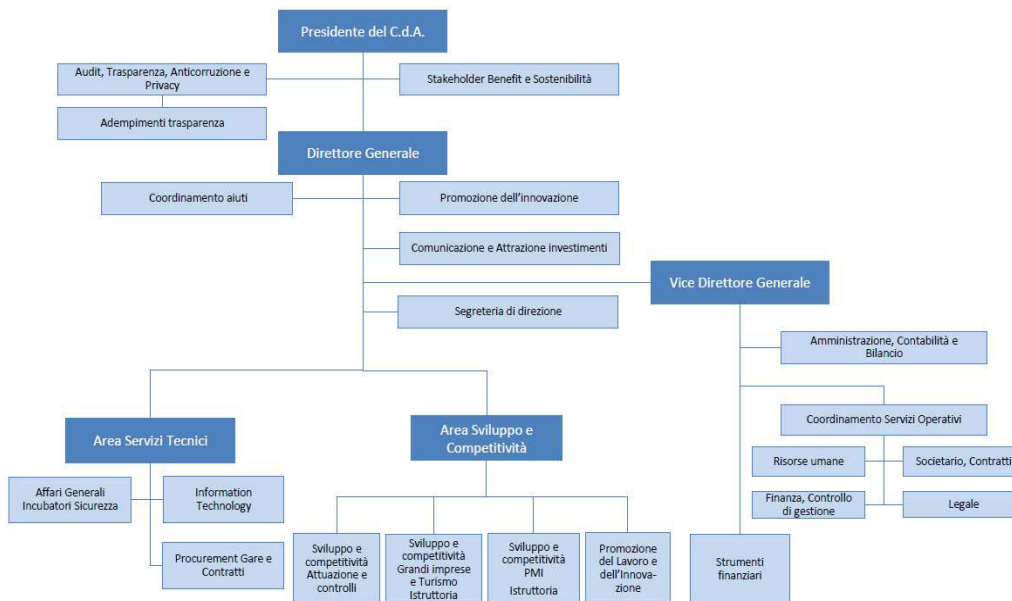 Presidente del C.d.A.
Audit, Trasparenza, Anticorruzione e
Privacy
Stakeholder Benefit e Sostenibilità
Adempimenti trasparenza
Direttore Generale
Coordinamento aiuti
Promozione dell'innovazione
Comunicazione e Attrazione investimenti
Vice Direttore Generale
Segreteria di direzione
Amministrazione, Contabilità e
Bilancio
Area Servizi Tecnici
Area Sviluppo e
Competitività
Coordinamento Servizi Operativi
Risorse umane
Societario, Contratti
Affari Generali
Incubatori Sicurezza
Information
Technology
Finanza, Controllo
di gestione
Legale
Procurement Gare e
Contratti
Sviluppo e
competitività
Attuazione e
controlli
Sviluppo e
competitività
Grandi imprese
e Turismo
Istruttoria
Sviluppo e
competitività
PMI
Istruttoria
Promozione
del Lavoro e
dell'Innova-
zione
Strumenti
finanziari